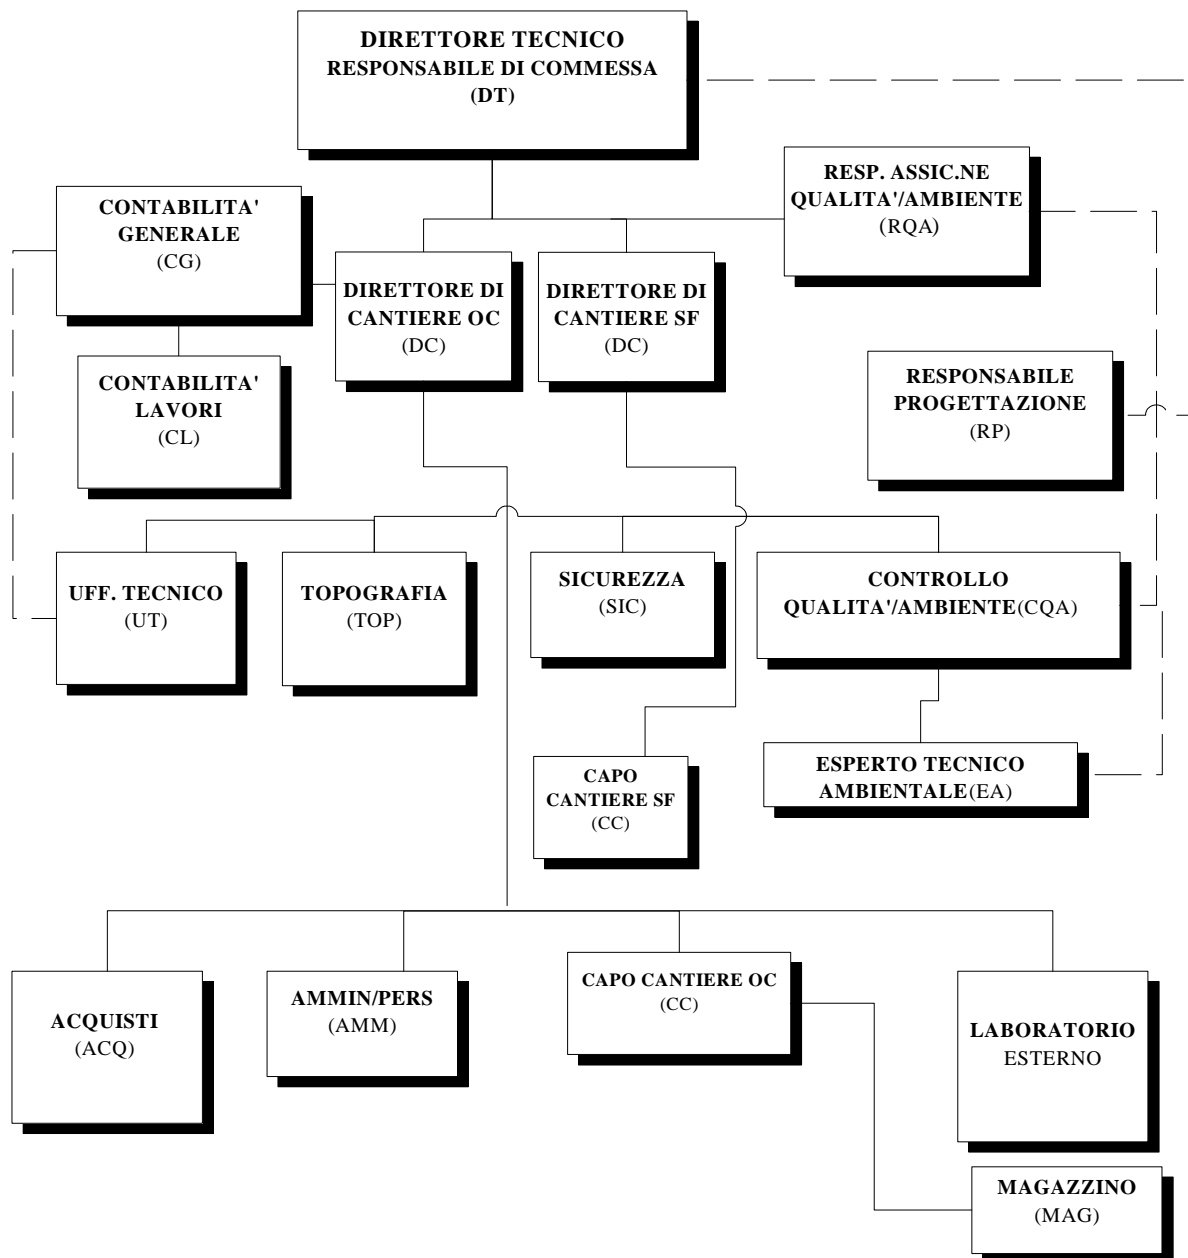 DIRETTORE TECNICO
RESPONSABILE DI COMMESSA
(DT)
RESP. ASSIC.NE
QUALITA'/AMBIENTE
(RQA)
CONTABILITA'
GENERALE
(CG)
DIRETTORE DI
CANTIERE OC
(DC)
DIRETTORE DI
CANTIERE SF
(DC)
CONTABILITA'
LAVORI
(CL)
RESPONSABILE
PROGETTAZIONE
(RP)
UFF. TECNICO
(UT)
TOPOGRAFIA
(TOP)
SICUREZZA
(SIC)
CONTROLLO
QUALITA'/AMBIENTE(CQA)
CAPO
CANTIERE SF
(CC)
ESPERTO TECNICO
AMBIENTALE(EA)
ACQUISTI
(ACQ)
AMMIN/PERS
(AMM)
CAPO CANTIERE OC
(CC)
LABORATORIO
ESTERNO
MAGAZZINO
(MAG)